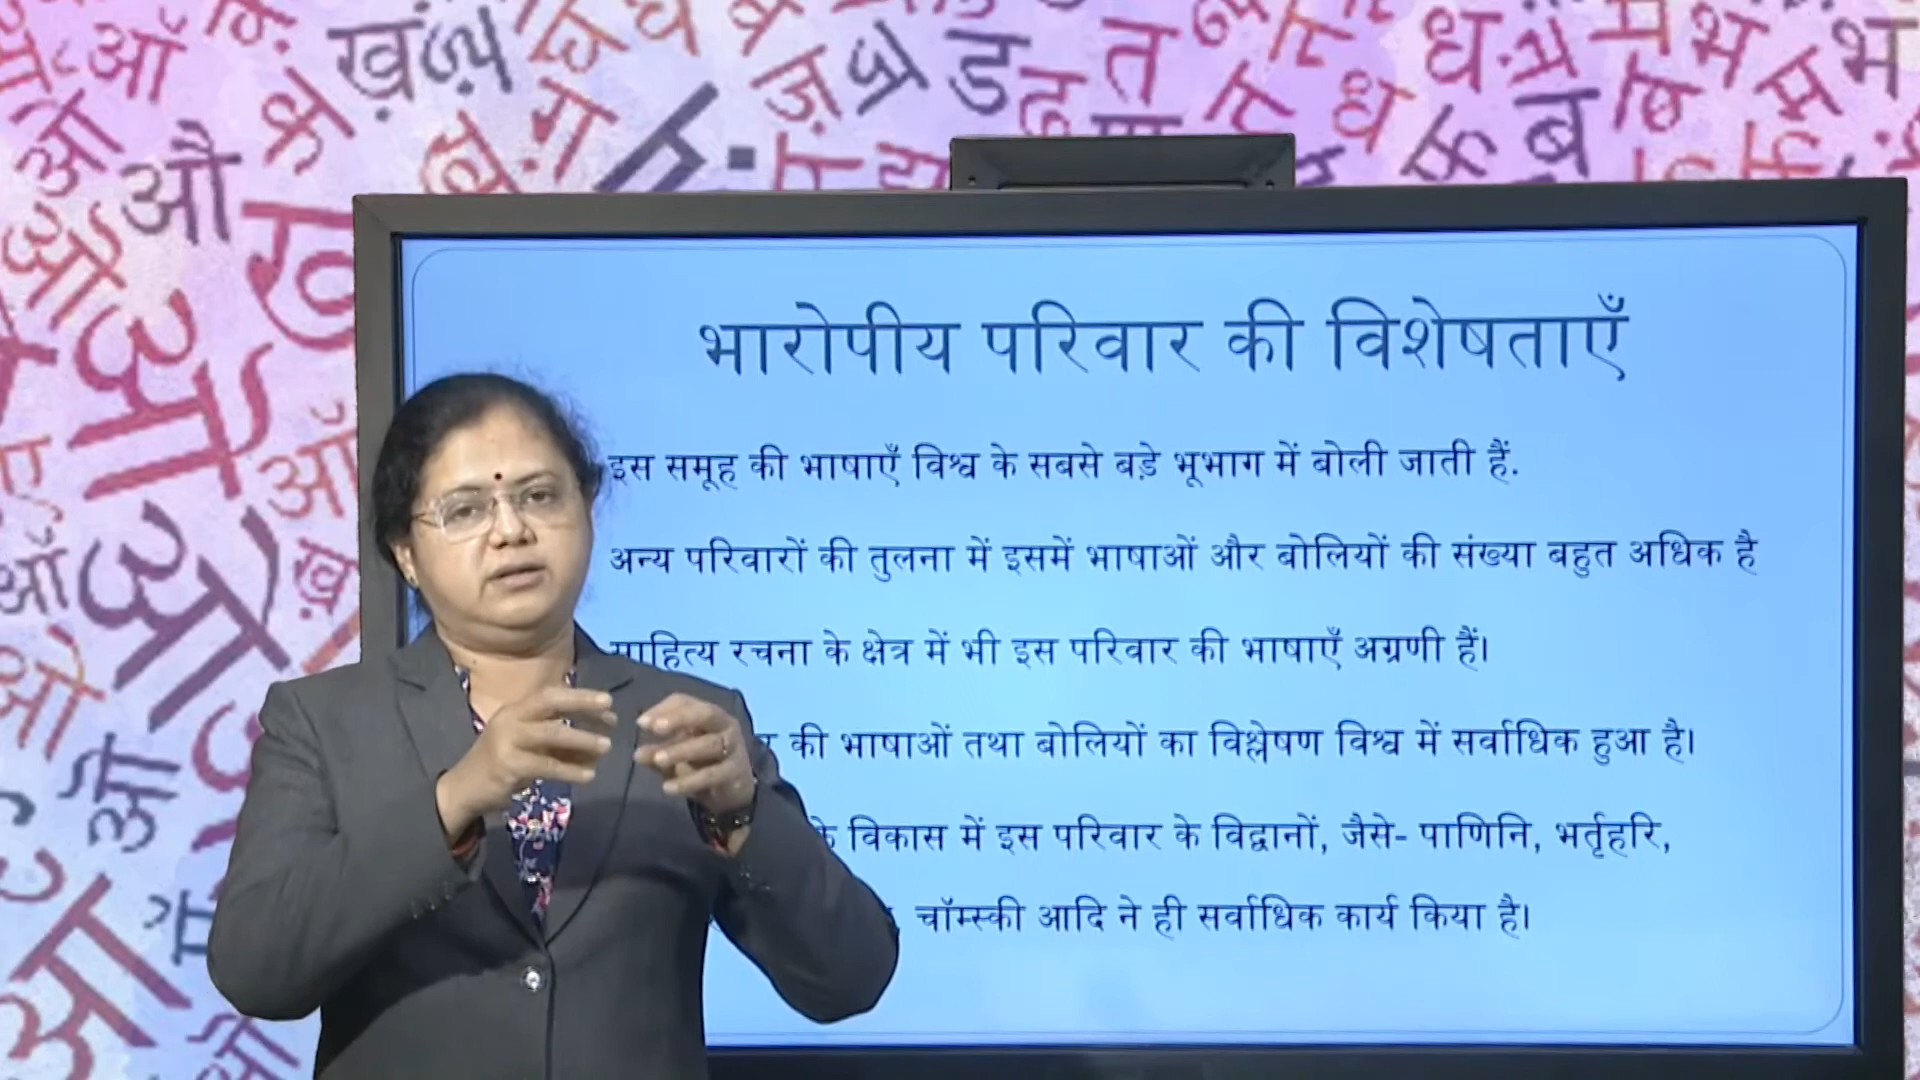 भारोपीय परिवार की विशेषताएँ
इस समूह की भाषाएँ विश्व के सबसे बड़े भूभाग में बोली जाती हैं.
अन्य परिवारों की तुलना में इसमें भाषाओं और बोलियों की संख्या बहुत अधिक है
साहित्य रचना के क्षेत्र में भी इस परिवार की भाषाएँ अग्रणी हैं।
की भाषाओं तथा बोलियों का विश्लेषण विश्व में सर्वाधिक हुआ है।
के विकास में इस परिवार के विद्वानों, जैसे- पाणिनि, भर्तृहरि,
चॉम्स्की आदि ने ही सर्वाधिक कार्य किया है।